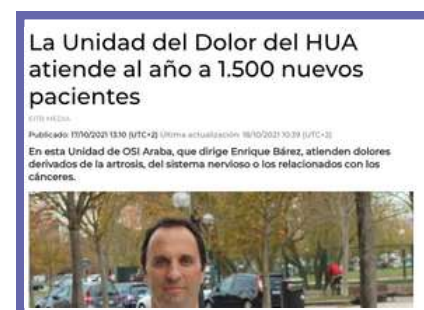 La Unidad del Dolor del HUA
atiende al año a 1.500 nuevos
pacientes
EITB MEDIA
Publicado: 17/10/2021 13:10 (UTC+2) Última actualización: 18/10/2021 10:39 (UTC+2)
En esta Unidad de OSI Araba, que dirige Enrique Bárez, atienden dolores
derivados de la artrosis, del sistema nervioso o los relacionados con los
cánceres.